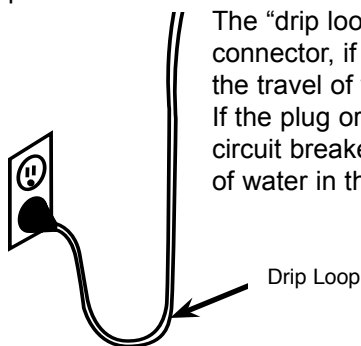 The “drip loo
connector, if
the travel of
If the plug or
circuit breake
of water in th
Drip Loop